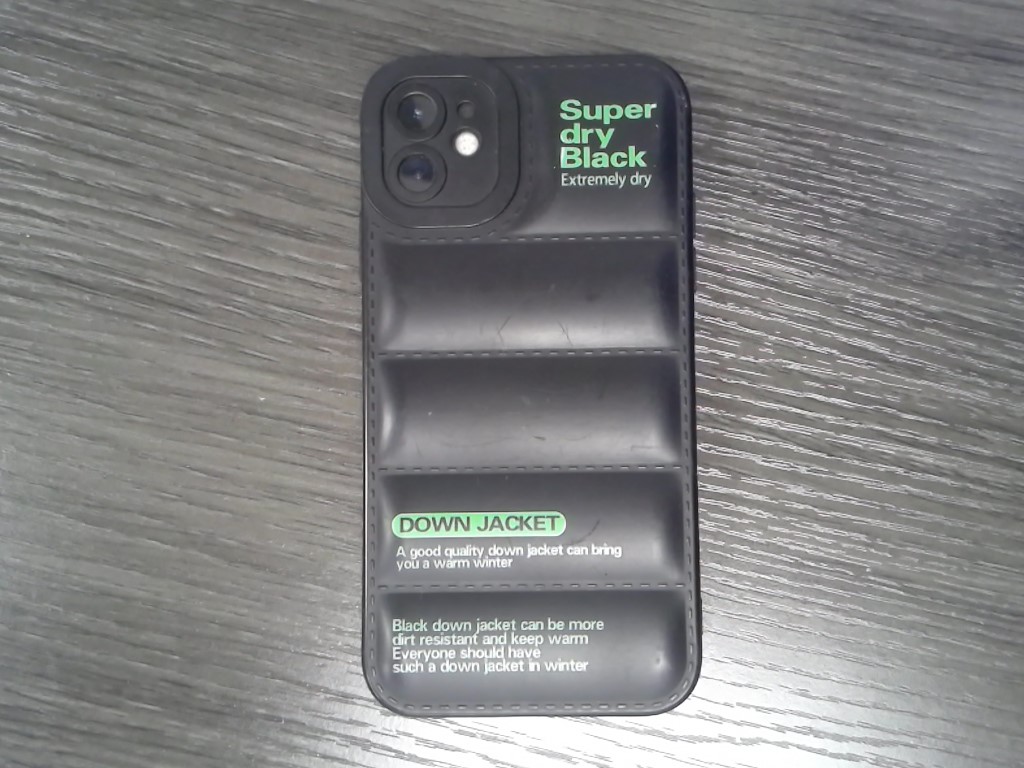 Super
dry
Black
Extremely dry
DOWN JACKET
A good quality down jacket can bring
you a warm winter
Black down jacket can be more
dirt resistant and keep warm
Everyone should have
such a down jacket in winter